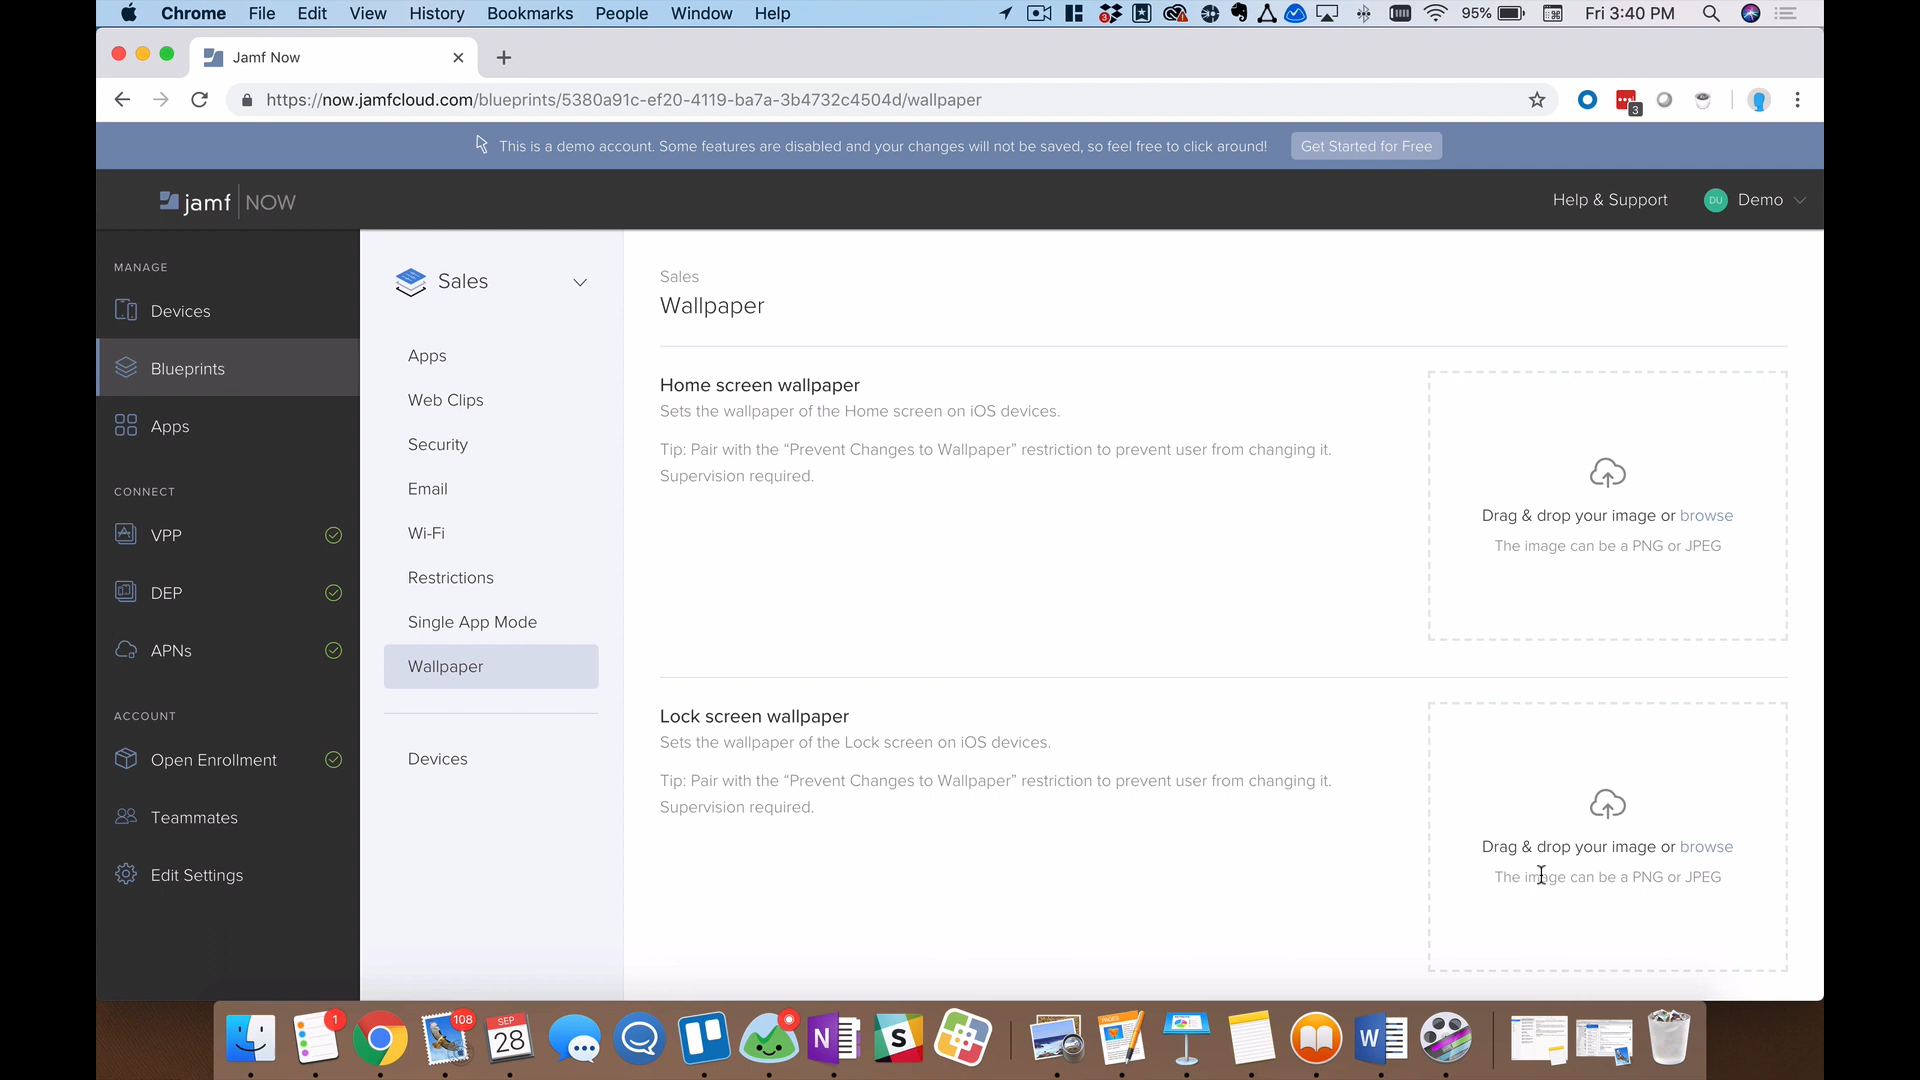 Chrome File Edit View History Bookmarks People Window Help
3
95%
Fri 3:40 PM
Jamf Now
https://now.jamfcloud.com/blueprints/5380a91c-ef20-4119-ba7a-3b4732c4504d/wallpaper
3
This is a demo account. Some features are disabled and your changes will not be saved, so feel free to click around!
Get Started for Free
jamf NOW
Help & Support
DU
Demo
MANAGE
Devices
Blueprints
Apps
CONNECT
VPP
DEP
APNs
ACCOUNT
Open Enrollment
Teammates
Edit Settings
Sales
Apps
Web Clips
Security
Email
Wi-Fi
Restrictions
Single App Mode
Wallpaper
Devices
Sales
Wallpaper
Home screen wallpaper
Sets the wallpaper of the Home screen on iOS devices.
Tip: Pair with the “Prevent Changes to Wallpaper” restriction to prevent user from changing it.
Supervision required.
Drag & drop your image or browse
The image can be a PNG or JPEG
Lock screen wallpaper
Sets the wallpaper of the Lock screen on iOS devices.
Tip: Pair with the “Prevent Changes to Wallpaper” restriction to prevent user from changing it.
Supervision required.
Drag & drop your image or browse
The image can be a PNG or JPEG
1
108
SEP
28
N
S
PAGES
W